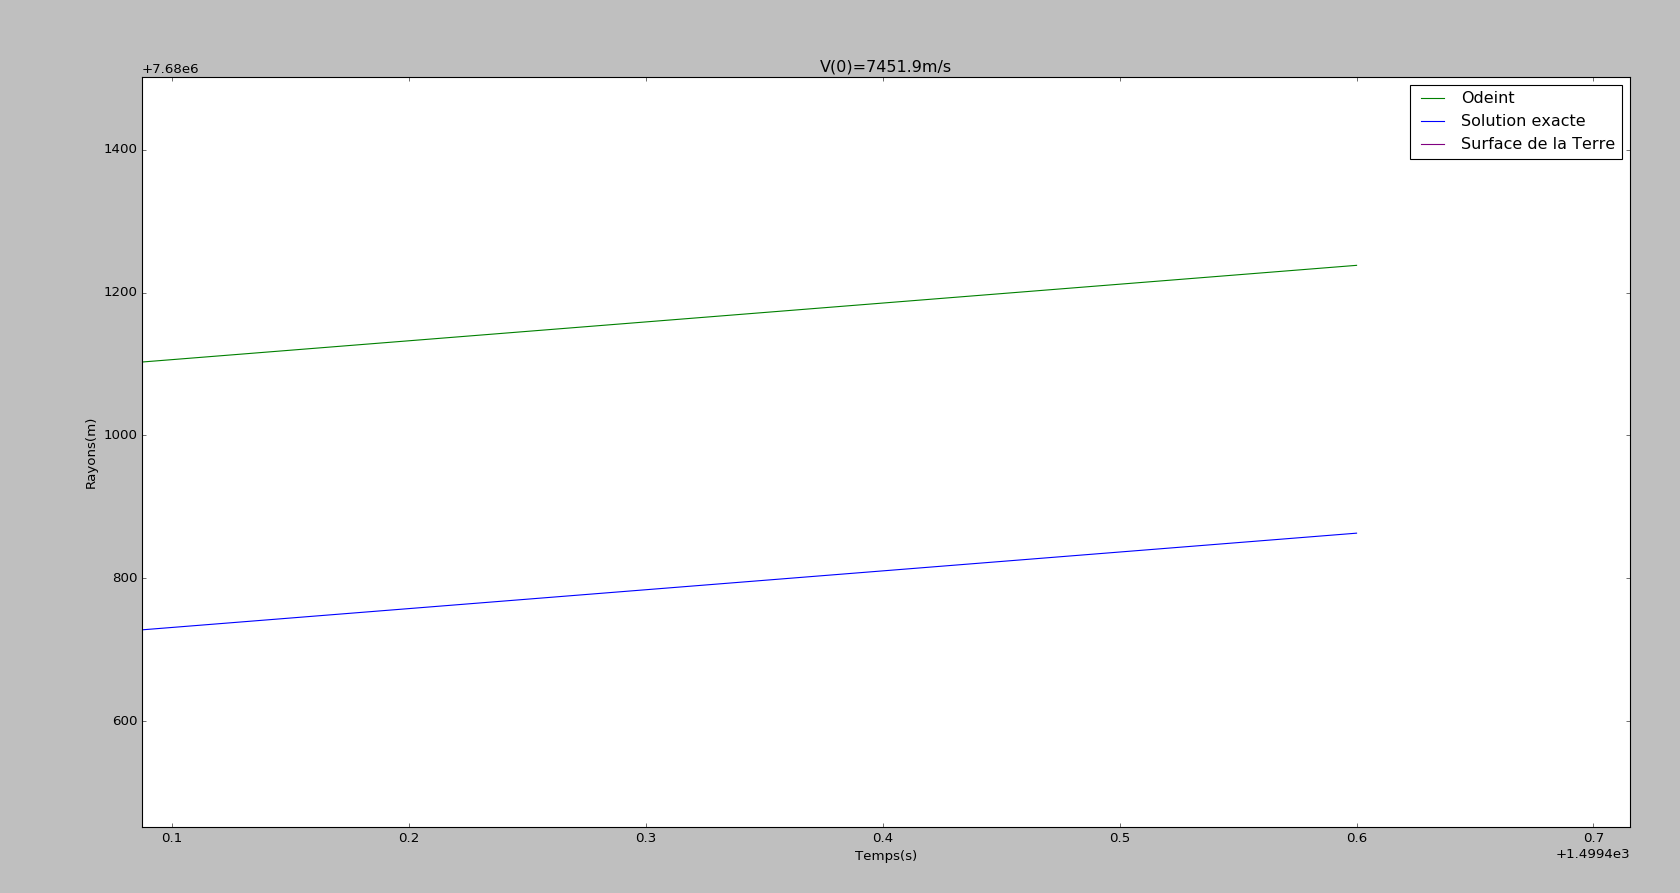 V(0)=7451.9m/s
+7.68e6
Odeint
Solution exacte
Surface de la Terre
1400
1200
1000
800
600
Rayons(m)
0.1 0.2 0.3 0.4 0.5 0.6 0.7
Temps(s)
+1.4994e3